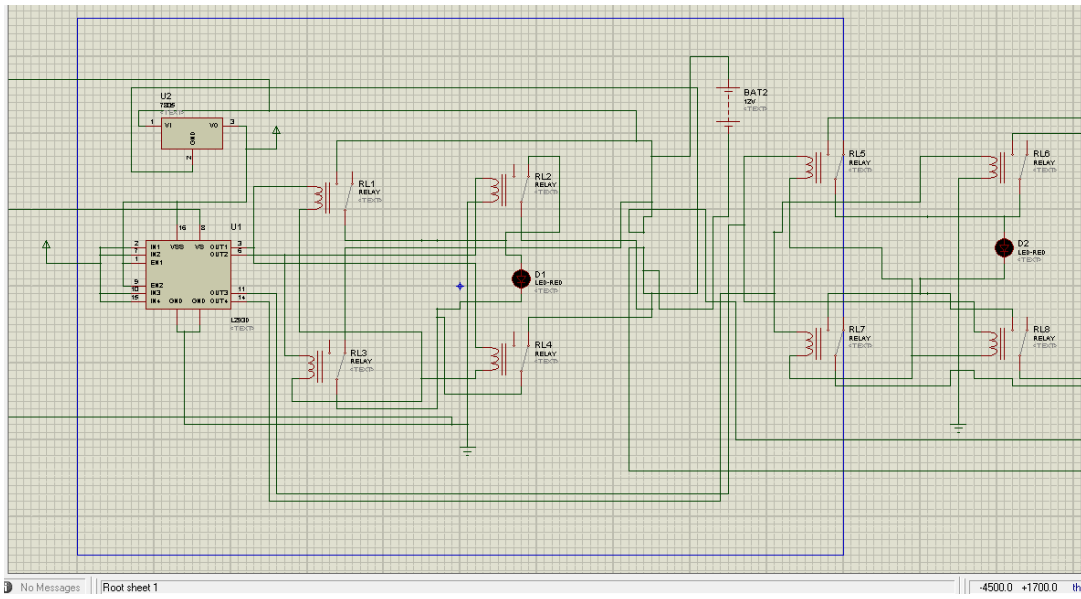 U2
7805
<TEXT>
1 VI VO 3
GND
2
BAT2
12V
<TEXT>
RL1
RELAY
<TEXT>
RL2
RELAY
<TEXT>
RL5
RELAY
<TEXT>
RL6
RELAY
<TEXT>
16 8 U1
2 IN1 VSS VS OUT1 3
7 IN2 OUT2 6
1 EN1
9 EN2
10 IN3 OUT3 11
15 IN4 GND GND OUT4 14
L293D
<TEXT>
D1
LED-RED
<TEXT>
D2
LED-RED
<TEXT>
RL3
RELAY
<TEXT>
RL4
RELAY
<TEXT>
RL7
RELAY
<TEXT>
RL8
RELAY
<TEXT>
No Messages
Root sheet 1
-4500.0 +1700.0 th